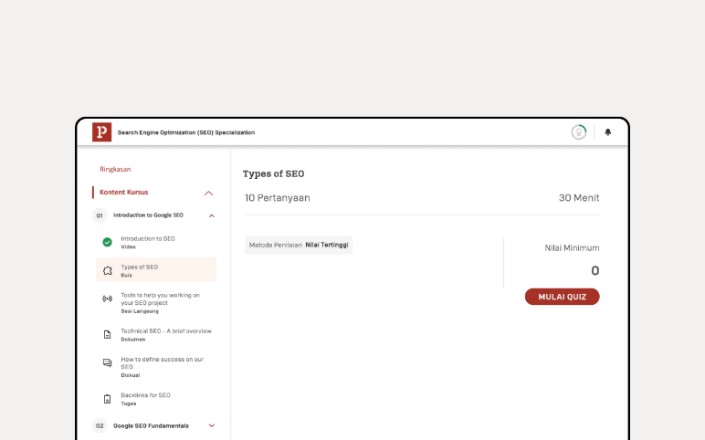 P
Search Engine Optimization (SEO) Specialization
Ringkasan
Kontent Kursus
01 Introduction to Google SEO
Introduction to SEO
Video
Types of SEO
Kuis
Tools to help you working on
your SEO project
Sesi Langsung
Technical SEO - A brief overview
Dokumen
How to define success on our
SEO
Diskusi
Backlinks for SEO
Tugas
02 Google SEO Fundamentals
Types of SEO
10 Pertanyaan 30 Menit
Metode Penilaian Nilai Tertinggi
Nilai Minimum
0
MULAI QUIZ